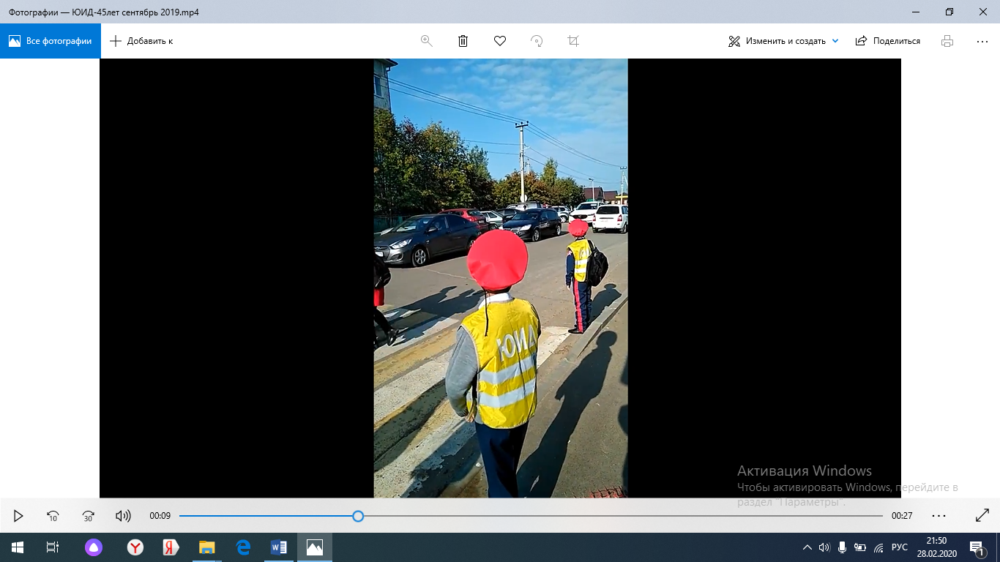 Фотографии — ЮИД-45лет сентябрь 2019.mp4
Все фотографии
Добавить к
Изменить и создать
Поделиться
ЮИД
Активация Windows
Чтобы активировать Windows, перейдите в
раздел "Параметры".
10
30
00:09
00:27
РУС
21:50
28.02.2020
1